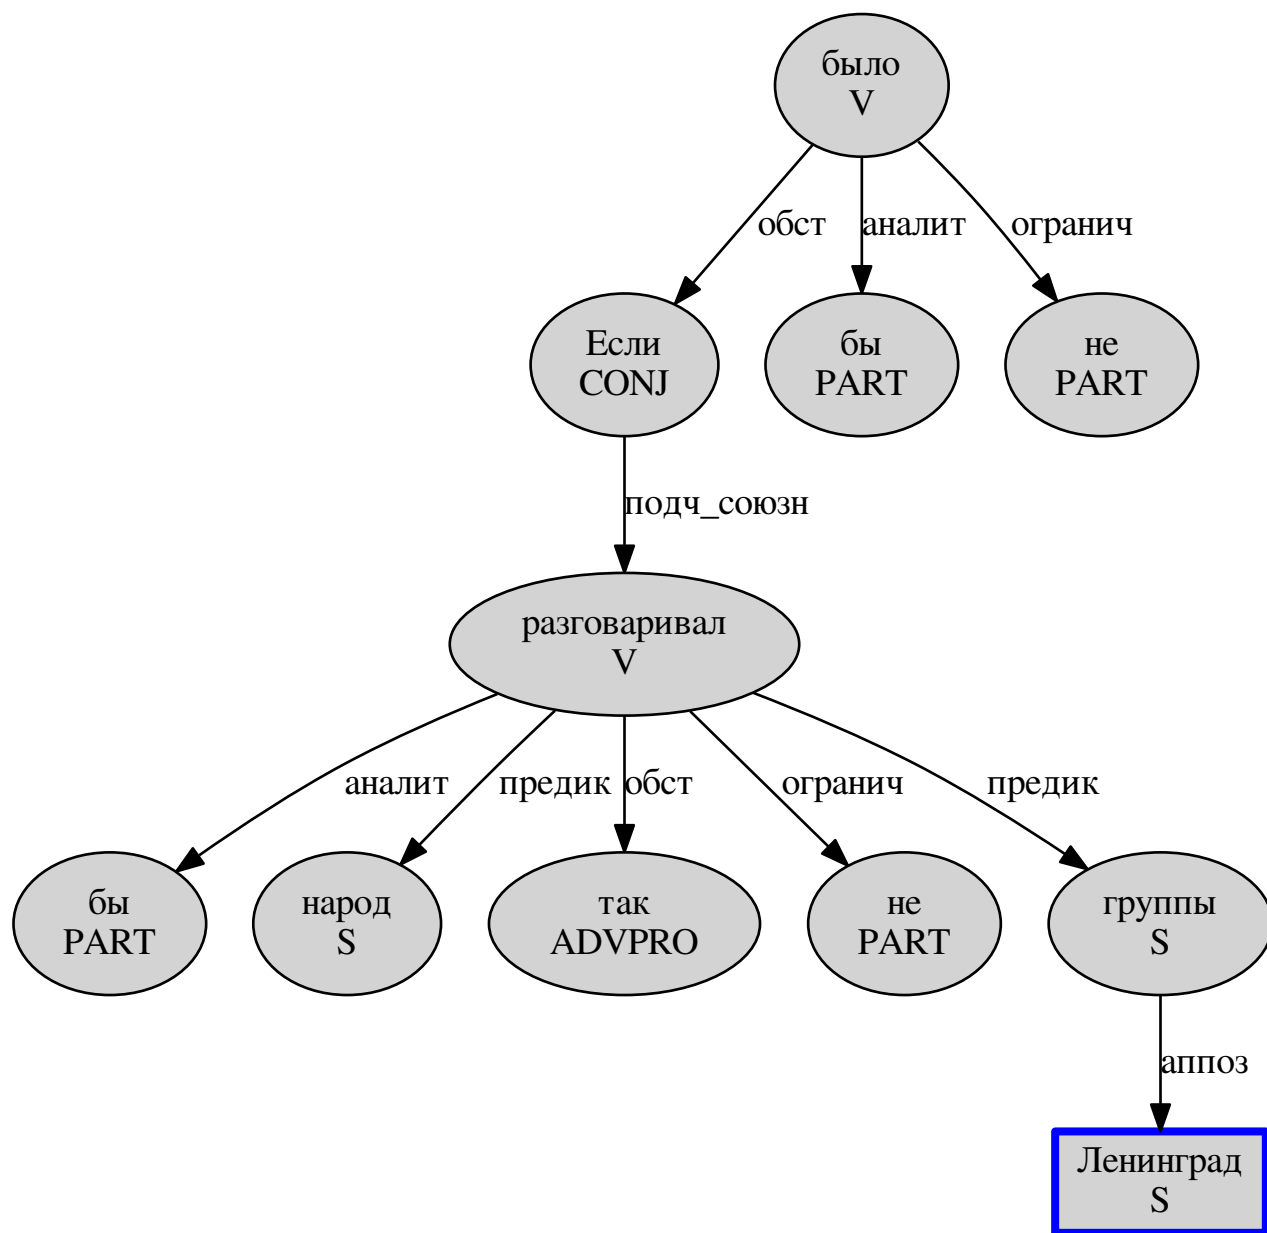 было
V
обст аналит огранич
Если
CONJ
бы
PART
не
PART
подч_союзн
разговаривал
V
аналит предик обст огранич предик
бы
PART
народ
S
так
ADVPRO
не
PART
группы
S
аппоз
Ленинград
S